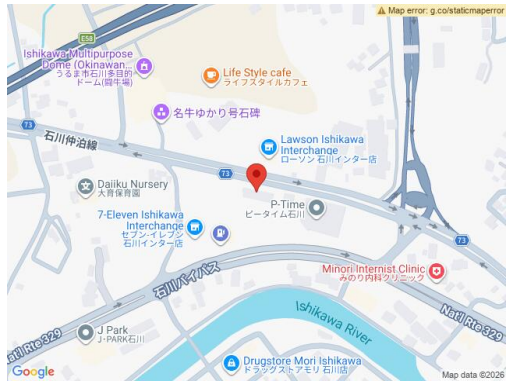 Map error: g.co/staticmaperror
E58
Ishikawa Multipurpose
Dome (Okinawan...
うるま市石川多目的
ドーム(闘牛場)
Life Style cafe
ライフスタイルカフェ
名牛ゆかり号石碑
73
石川仲泊線
Lawson Ishikawa
Interchange
ローソン 石川インター店
73
Daiiku Nursery
大育保育園
P-Time
ピータイム石川
7-Eleven Ishikawa
Interchange
セブン-イレブン
石川インター店
73
Minori Internist Clinic
みのり内科クリニック
石川バイパス
Ishikawa River
Nat'l Rte 329
J Park
J-PARK石川
Nat'l Rte 329
Drugstore Mori Ishikawa
ドラッグストアモリ 石川店
Google
Map data ©2026